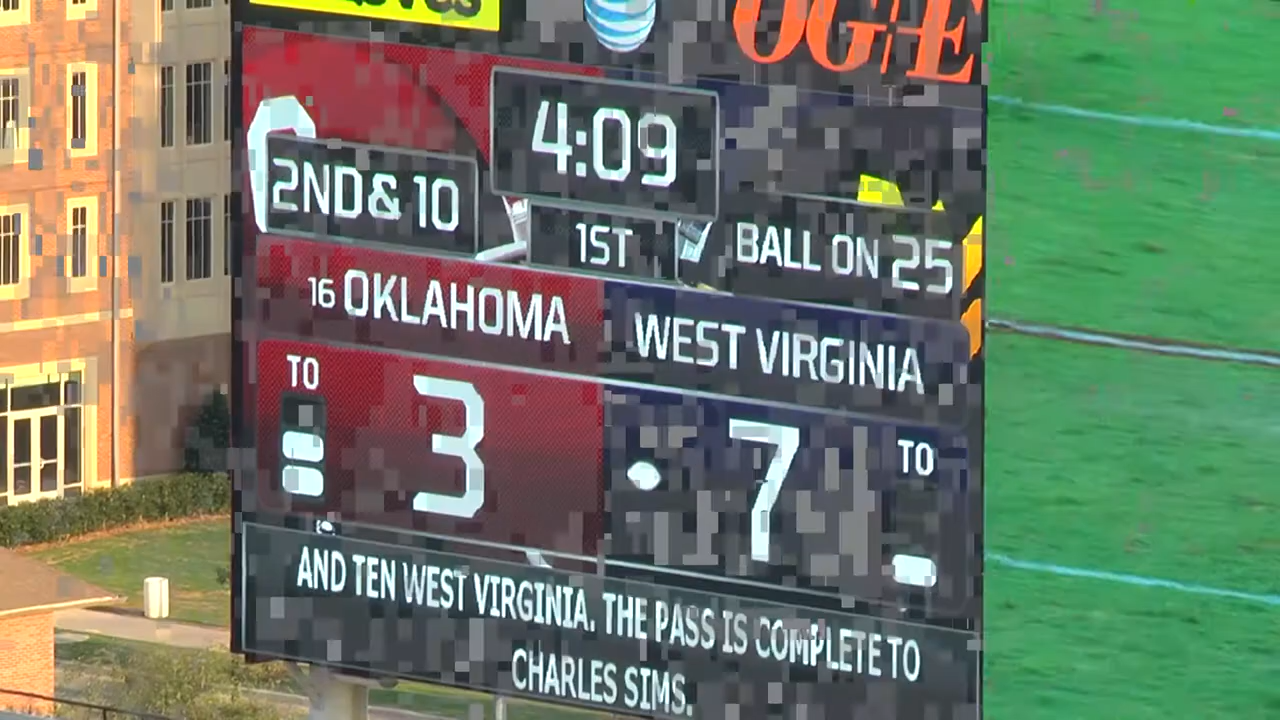 OG+E
4:09
2ND & 10
1ST
BALL ON 25
16 OKLAHOMA
WEST VIRGINIA
TO
3
7
TO
AND TEN WEST VIRGINIA. THE PASS IS COMPLETE TO
CHARLES SIMS.